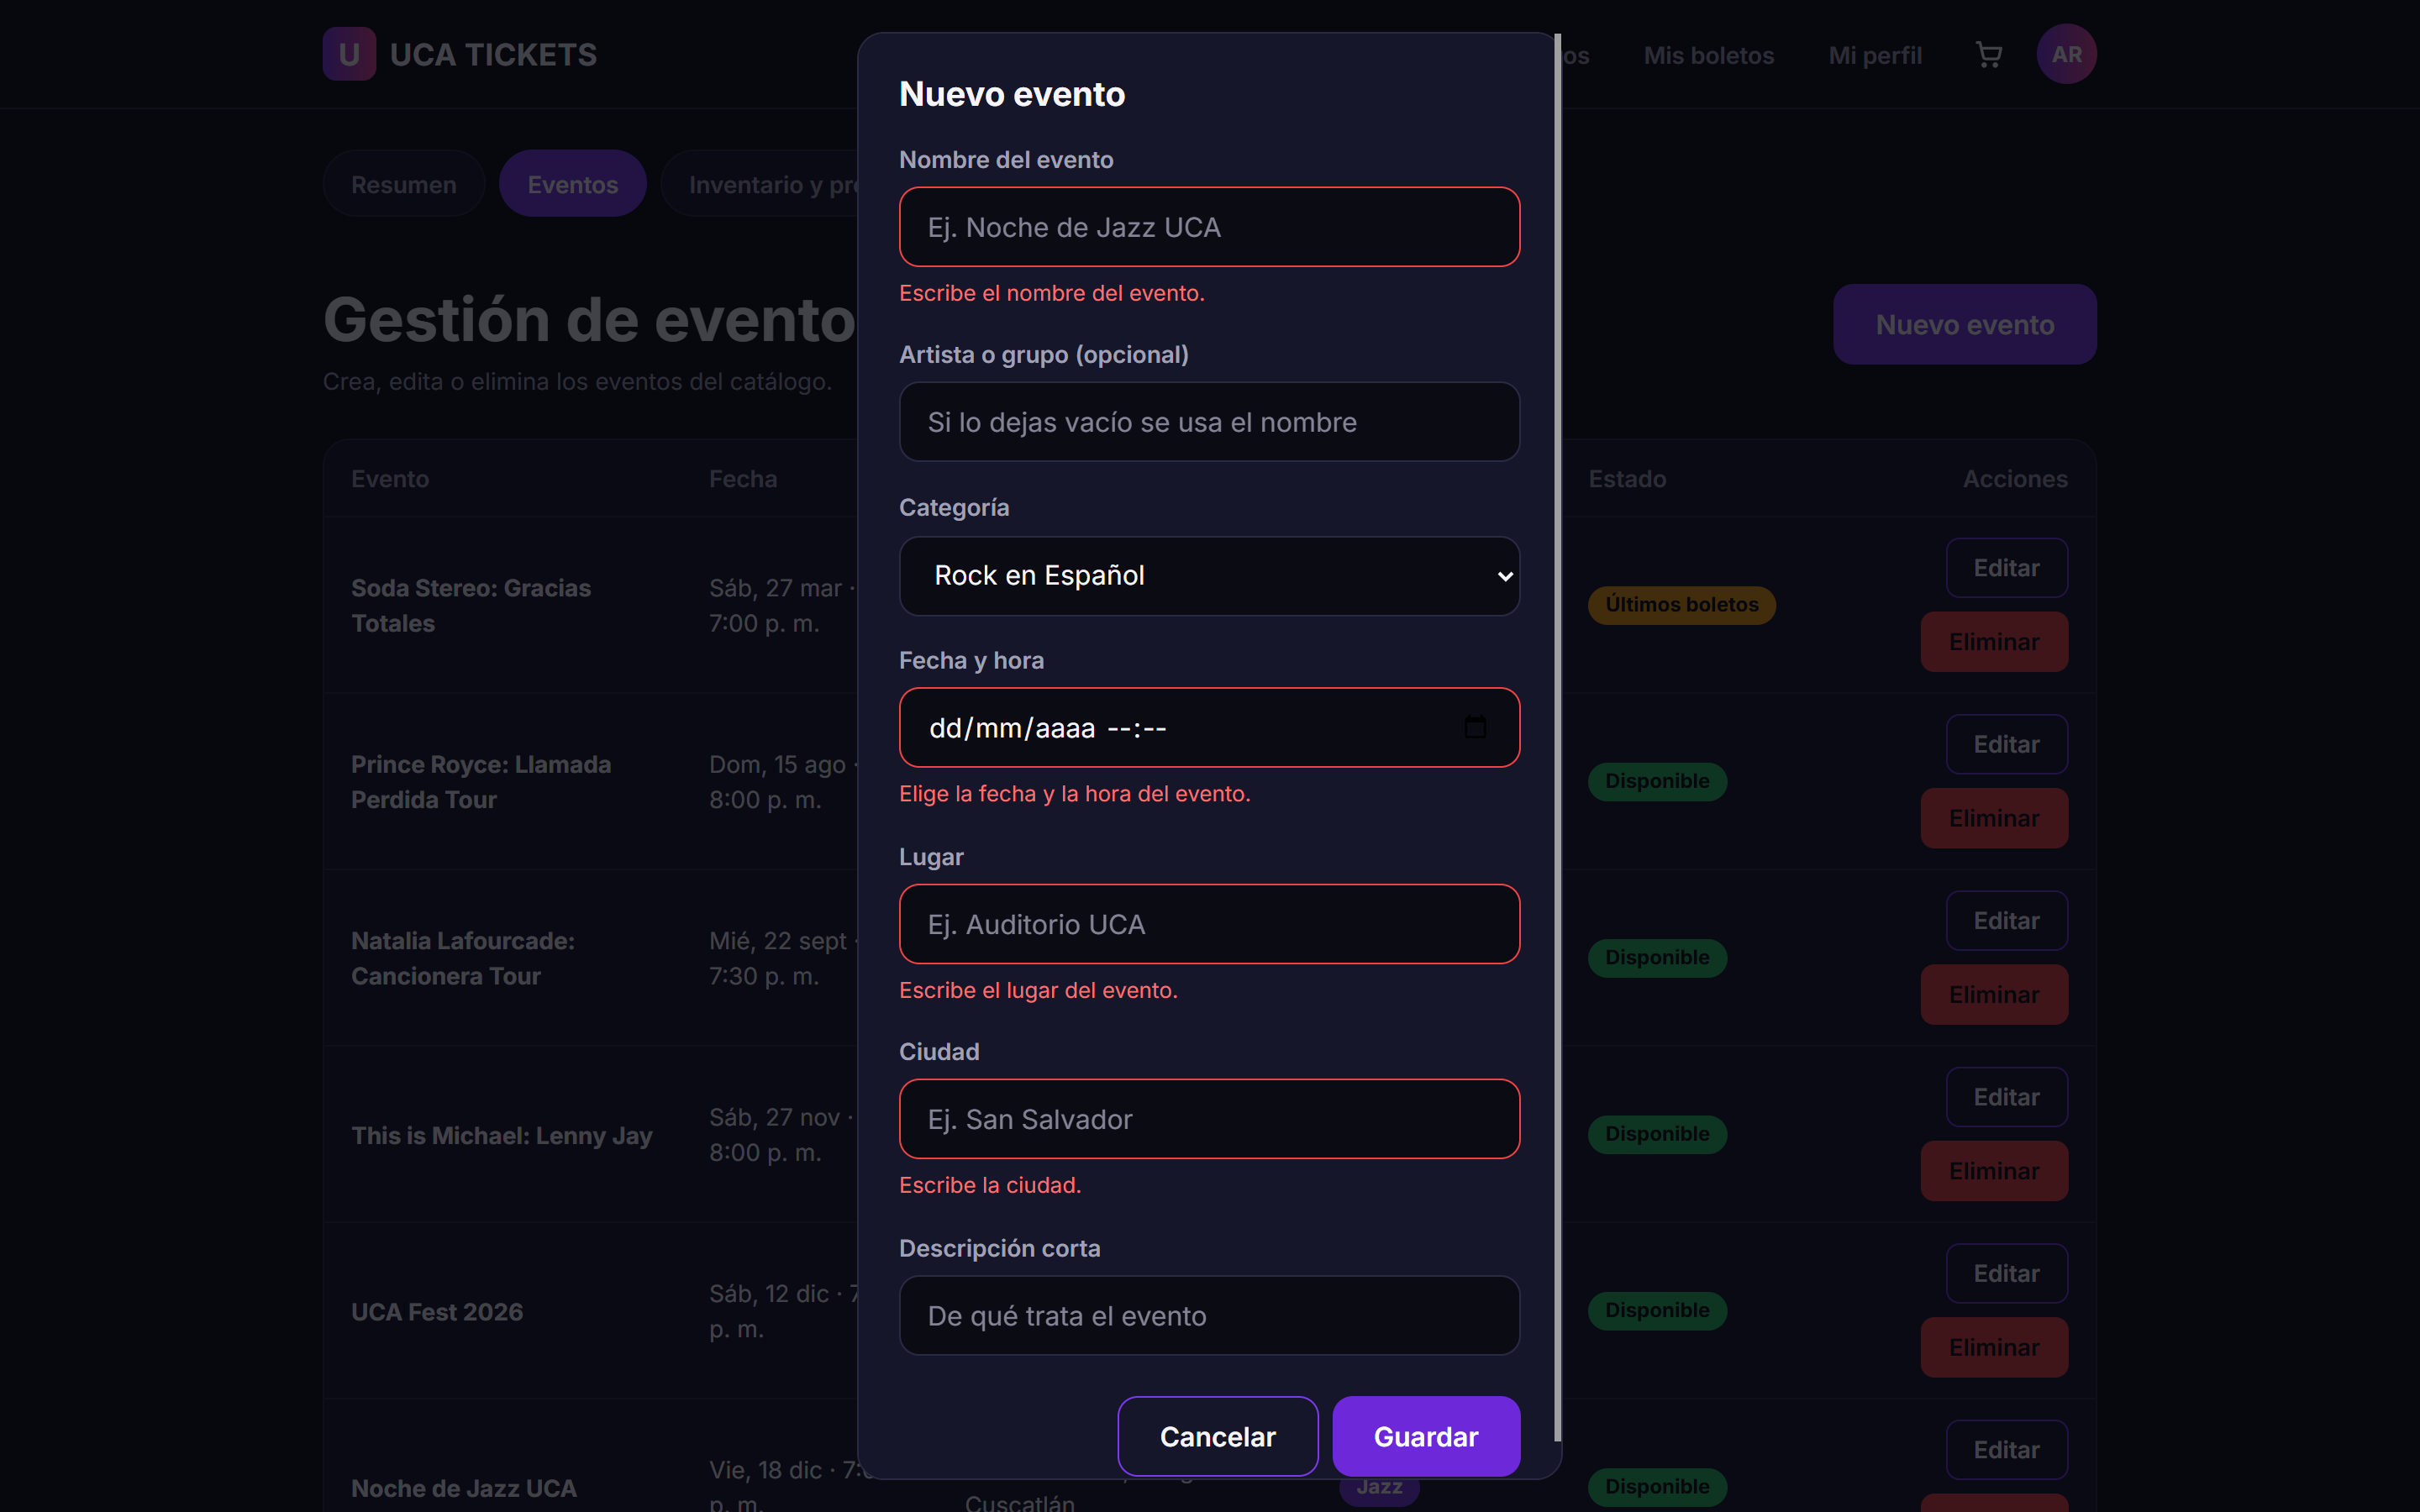 U UCA TICKETS
os Mis boletos Mi perfil AR
Resumen Eventos Inventario y pre
Gestión de evento
Crea, edita o elimina los eventos del catálogo.
Nuevo evento
Nuevo evento
Nombre del evento
Ej. Noche de Jazz UCA
Escribe el nombre del evento.
Artista o grupo (opcional)
Si lo dejas vacío se usa el nombre
Categoría
Rock en Español
Fecha y hora
dd/mm/aaaa --:--
Elige la fecha y la hora del evento.
Lugar
Ej. Auditorio UCA
Escribe el lugar del evento.
Ciudad
Ej. San Salvador
Escribe la ciudad.
Descripción corta
De qué trata el evento
Cancelar Guardar
Evento Fecha Estado Acciones
Soda Stereo: Gracias
Totales
Sáb, 27 mar ·
7:00 p. m.
Últimos boletos
Editar
Eliminar
Prince Royce: Llamada
Perdida Tour
Dom, 15 ago ·
8:00 p. m.
Disponible
Editar
Eliminar
Natalia Lafourcade:
Cancionera Tour
Mié, 22 sept ·
7:30 p. m.
Disponible
Editar
Eliminar
This is Michael: Lenny Jay
Sáb, 27 nov ·
8:00 p. m.
Disponible
Editar
Eliminar
UCA Fest 2026
Sáb, 12 dic · 7
p. m.
Disponible
Editar
Eliminar
Noche de Jazz UCA
Vie, 18 dic · 7:0
p. m.
Cuscatlán
Jazz
Disponible
Editar